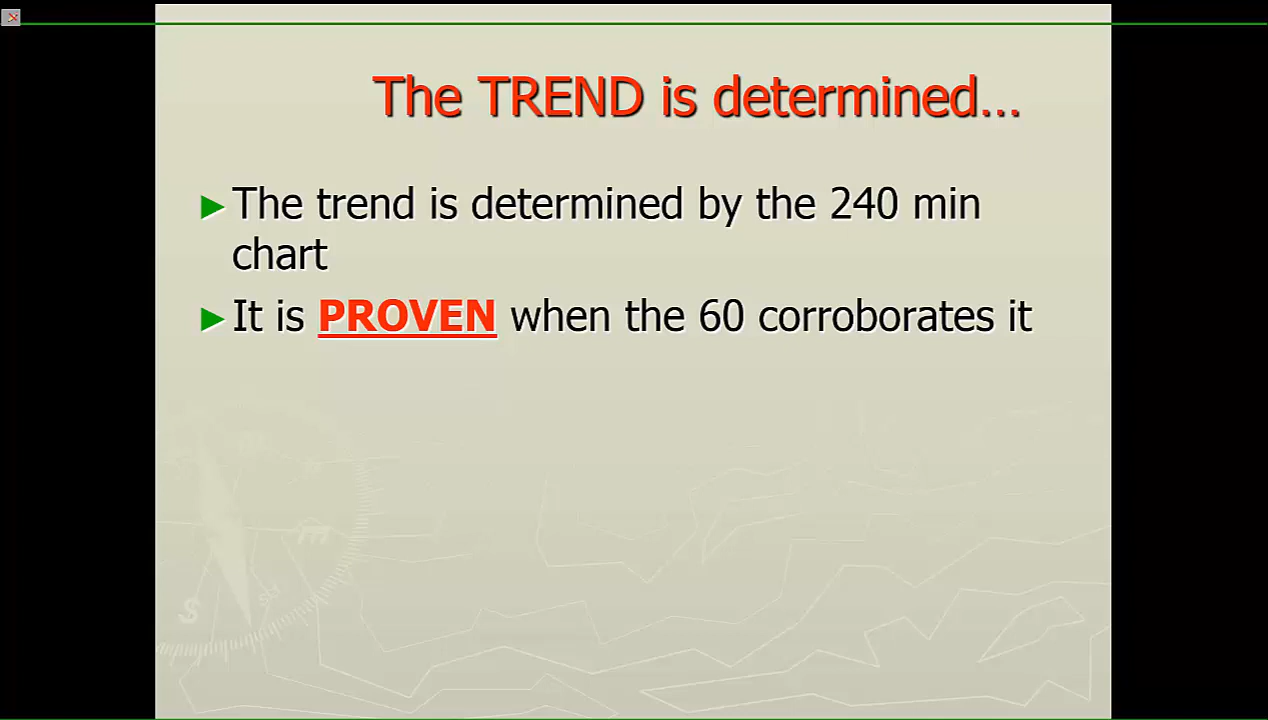 The TREND is determined…
►The trend is determined by the 240 min
chart
►It is PROVEN when the 60 corroborates it
S